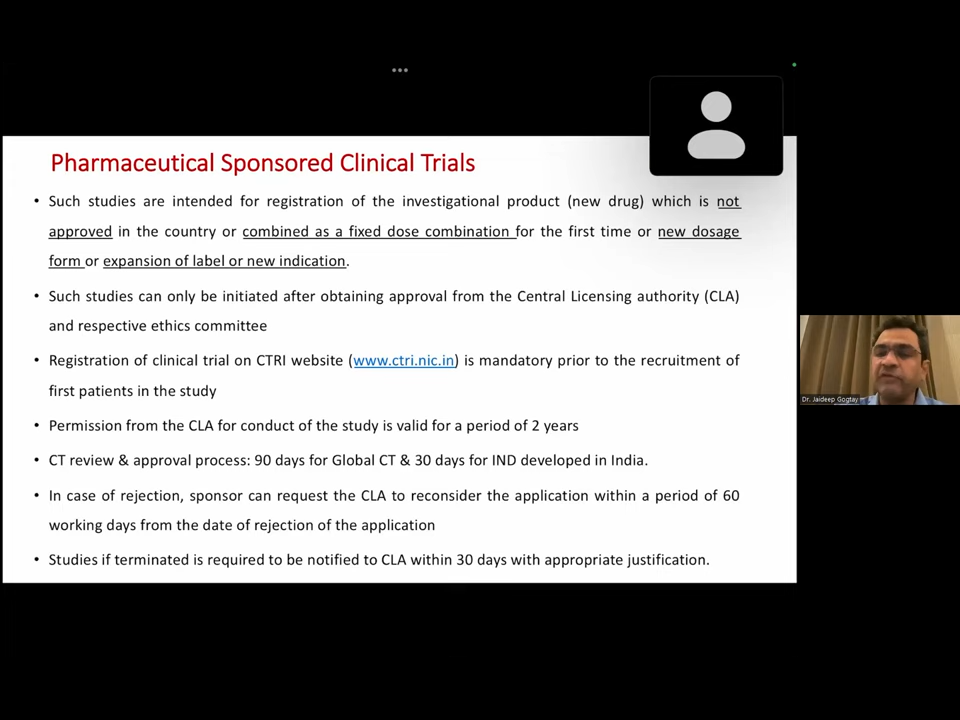 Pharmaceutical Sponsored Clinical Trials
• Such studies are intended for registration of the investigational product (new drug) which is not
approved in the country or combined as a fixed dose combination for the first time or new dosage
form or expansion of label or new indication.
• Such studies can only be initiated after obtaining approval from the Central Licensing authority (CLA)
and respective ethics committee
• Registration of clinical trial on CTRI website (www.ctri.nic.in) is mandatory prior to the recruitment of
first patients in the study
• Permission from the CLA for conduct of the study is valid for a period of 2 years
• CT review & approval process: 90 days for Global CT & 30 days for IND developed in India.
• In case of rejection, sponsor can request the CLA to reconsider the application within a period of 60
working days from the date of rejection of the application
• Studies if terminated is required to be notified to CLA within 30 days with appropriate justification.
Dr. Jaideep Gogtay